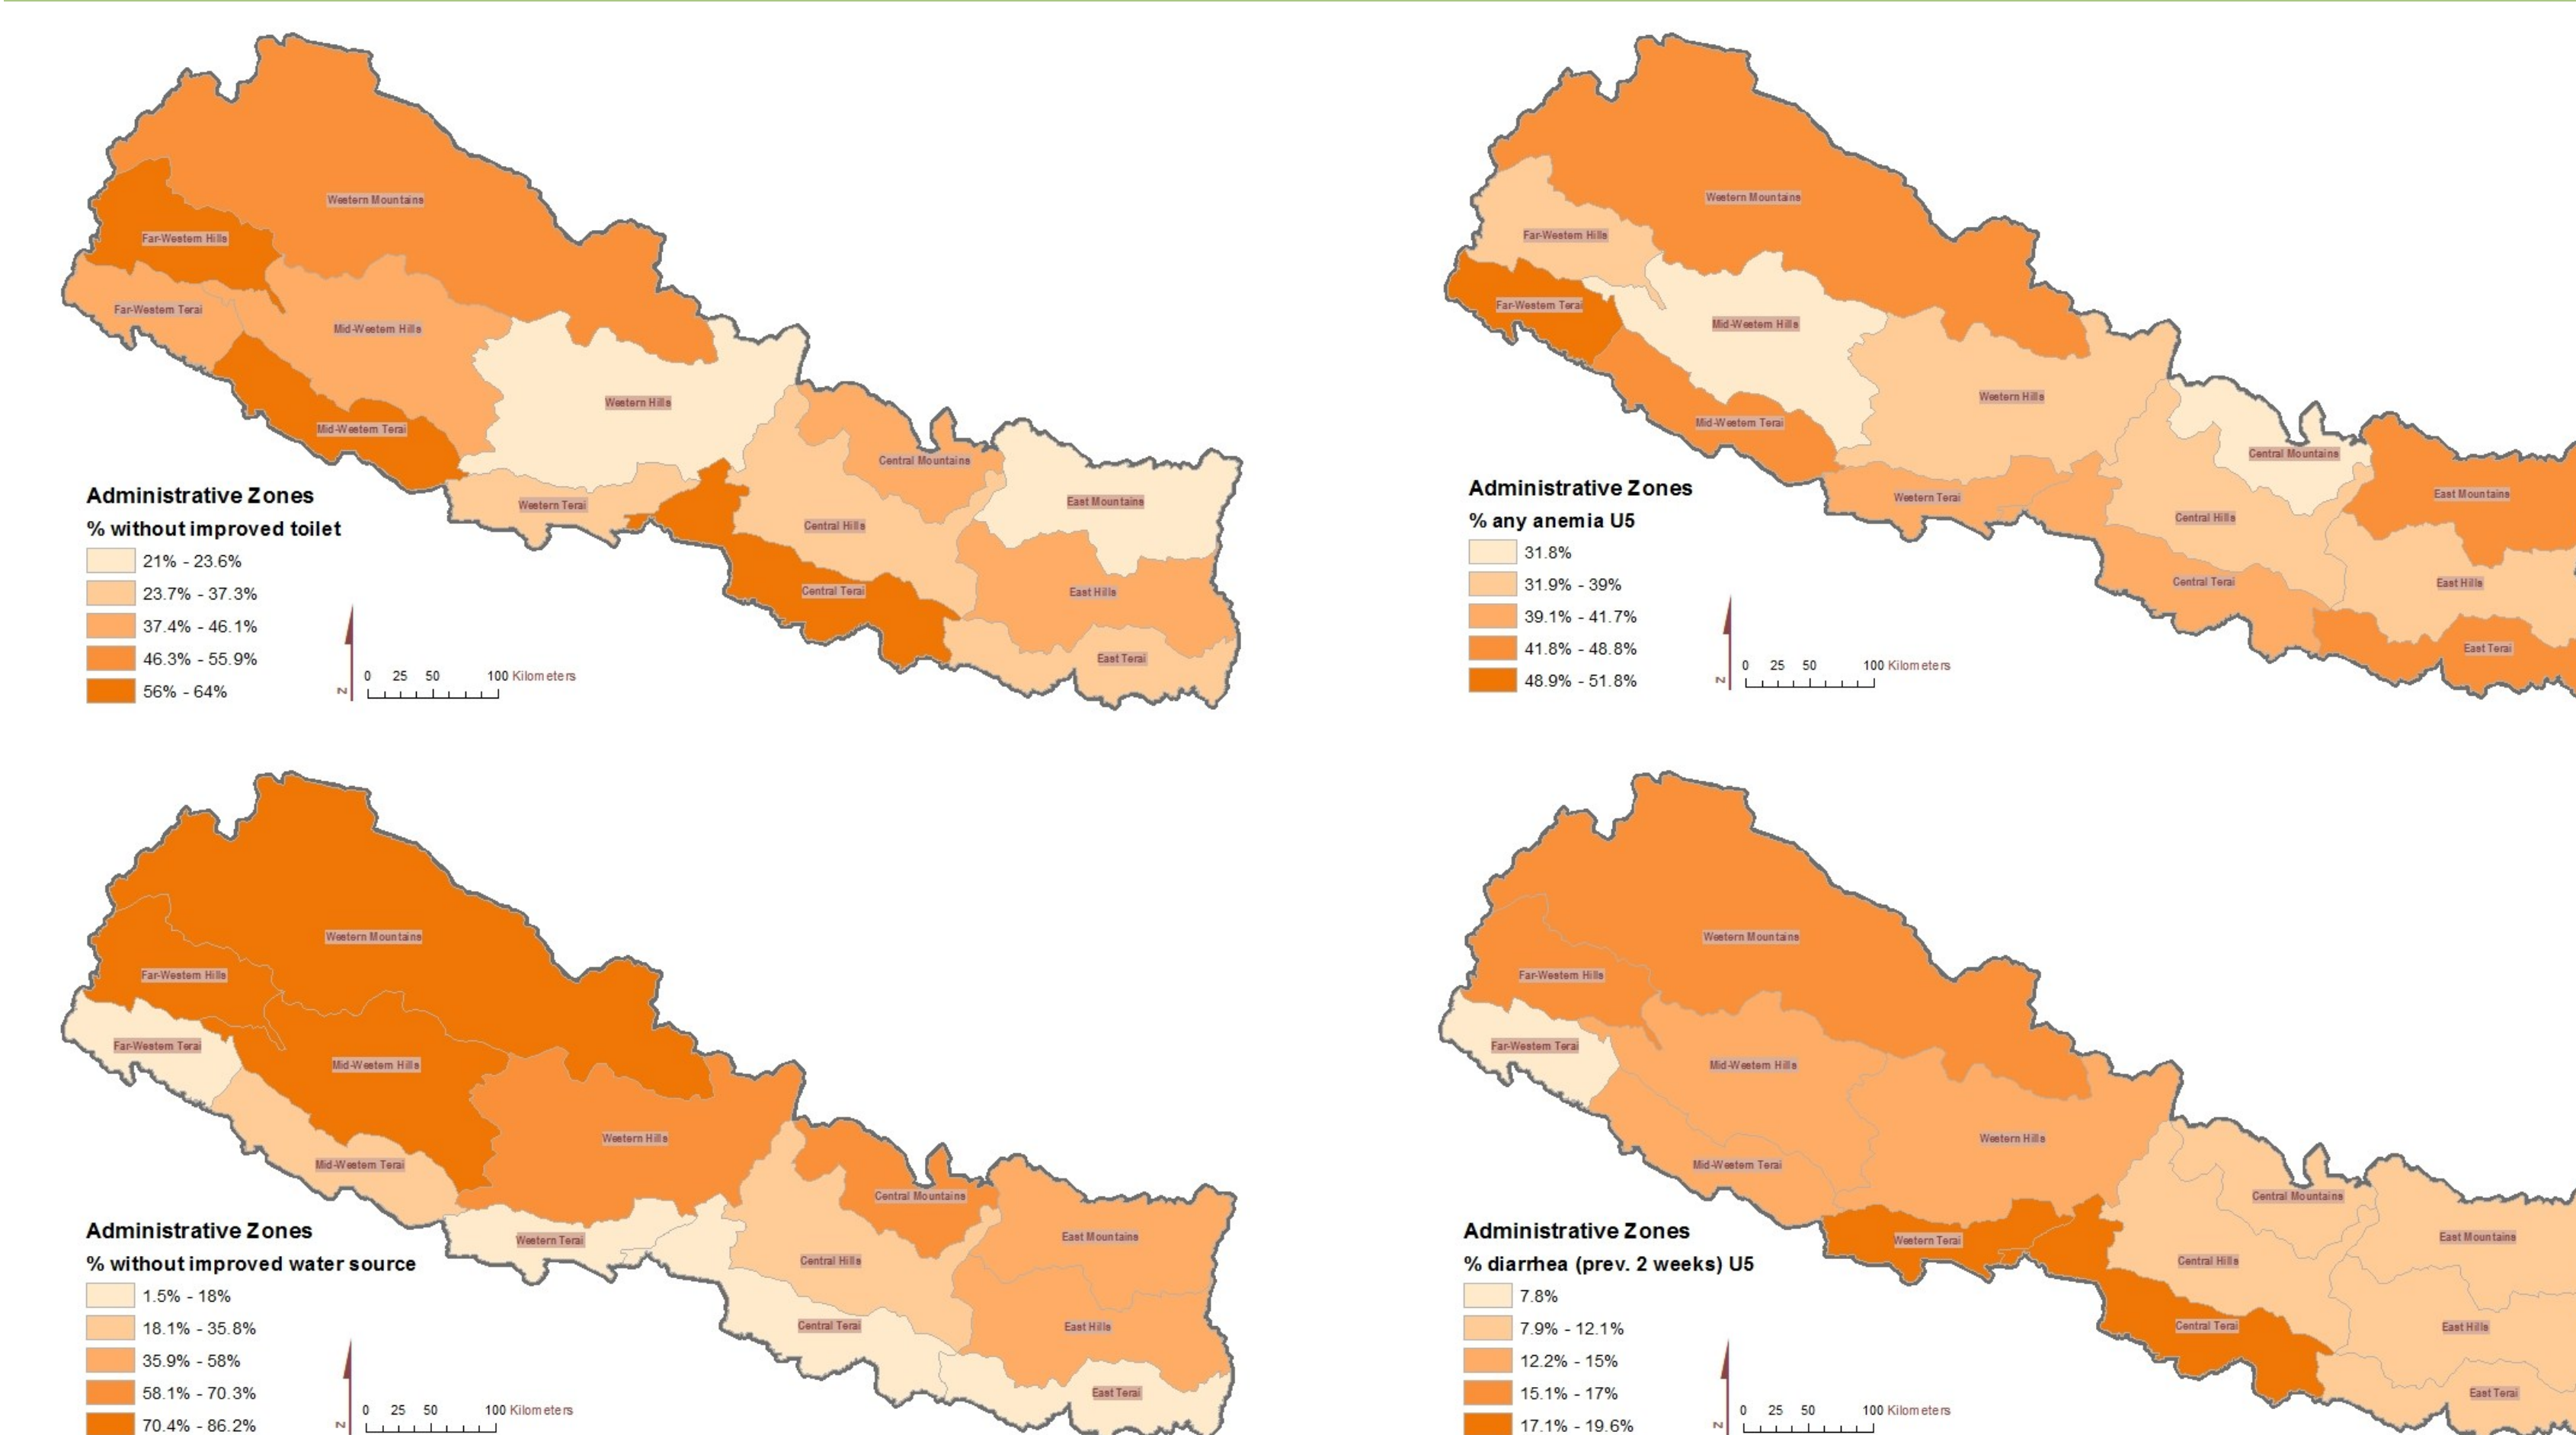 Western Mountains
Far-Western Hills
Far-Western Terai
Mid-Western Hills
Western Hills
Mid-Western Terai
Central Mountains
Western Terai
East Mountains
Central Hills
Central Terai
East Hills
East Terai
Administrative Zones
% without improved toilet
21% - 23.6%
23.7% - 37.3%
37.4% - 46.1%
46.3% - 55.9%
56% - 64%
N
0 25 50 100 Kilometers
Western Mountains
Far-Western Hills
Far-Western Terai
Mid-Western Hills
Western Hills
Mid-Western Terai
Central Mountains
Western Terai
East Mountains
Central Hills
Central Terai
East Hills
East Terai
Administrative Zones
% any anemia U5
31.8%
31.9% - 39%
39.1% - 41.7%
41.8% - 48.8%
48.9% - 51.8%
N
0 25 50 100 Kilometers
Western Mountains
Far-Western Hills
Far-Western Terai
Mid-Western Hills
Western Hills
Mid-Western Terai
Central Mountains
Western Terai
East Mountains
Central Hills
Central Terai
East Hills
East Terai
Administrative Zones
% without improved water source
1.5% - 18%
18.1% - 35.8%
35.9% - 58%
58.1% - 70.3%
70.4% - 86.2%
N
0 25 50 100 Kilometers
Western Mountains
Far-Western Hills
Far-Western Terai
Mid-Western Hills
Western Hills
Mid-Western Terai
Central Mountains
Western Terai
East Mountains
Central Hills
Central Terai
East Hills
East Terai
Administrative Zones
% diarrhea (prev. 2 weeks) U5
7.8%
7.9% - 12.1%
12.2% - 15%
15.1% - 17%
17.1% - 19.6%
N
0 25 50 100 Kilometers